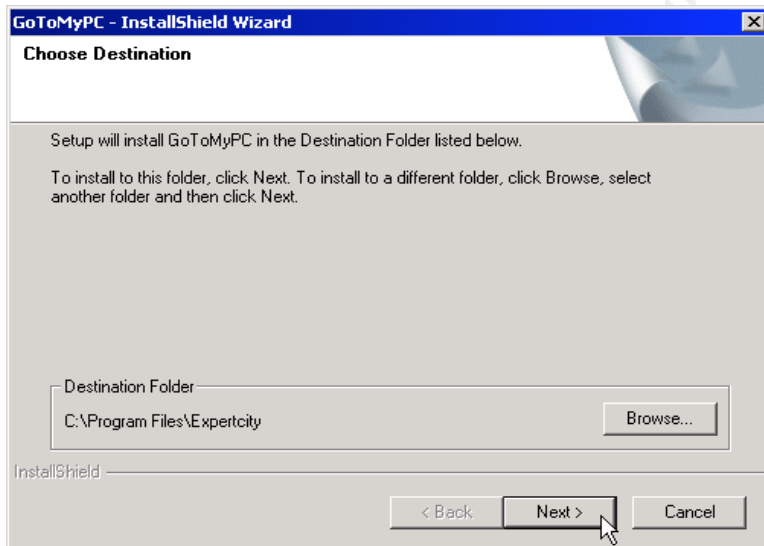 GoToMyPC - InstallShield Wizard
Choose Destination
Setup will install GoToMyPC in the Destination Folder listed below.
To install to this folder, click Next. To install to a different folder, click Browse, select
another folder and then click Next.
Destination Folder
C:\Program Files\Expertcity
Browse...
InstallShield
< Back
Next >
Cancel